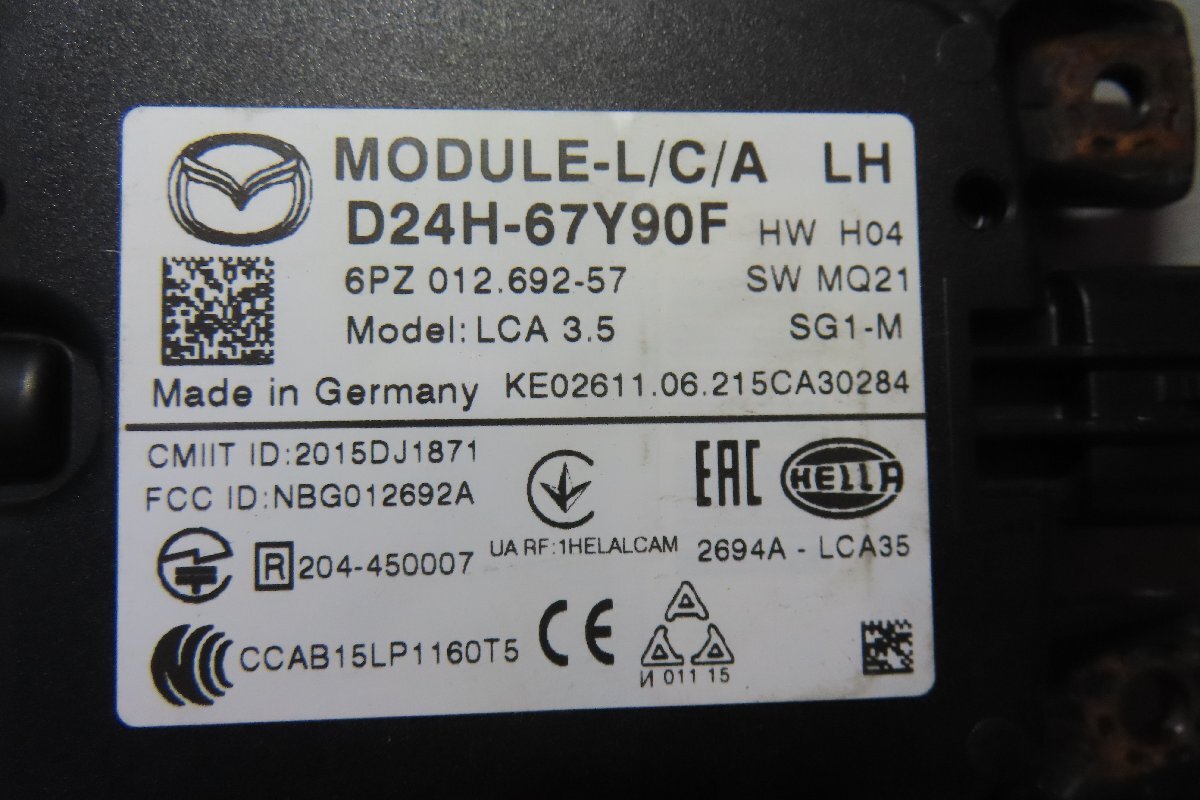 MODULE-L/C/A LH
D24H-67Y90F HW H04
6PZ 012.692-57 SW MQ21
Model: LCA 3.5 SG1-M
Made in Germany KE02611.06.215CA30284
CMIIT ID:2015DJ1871
FCC ID:NBG012692A
EAC HELLA
R 204-450007
UA RF:1HELALCAM 2694A - LCA35
CCAB15LP1160T5 CE
И 011 15